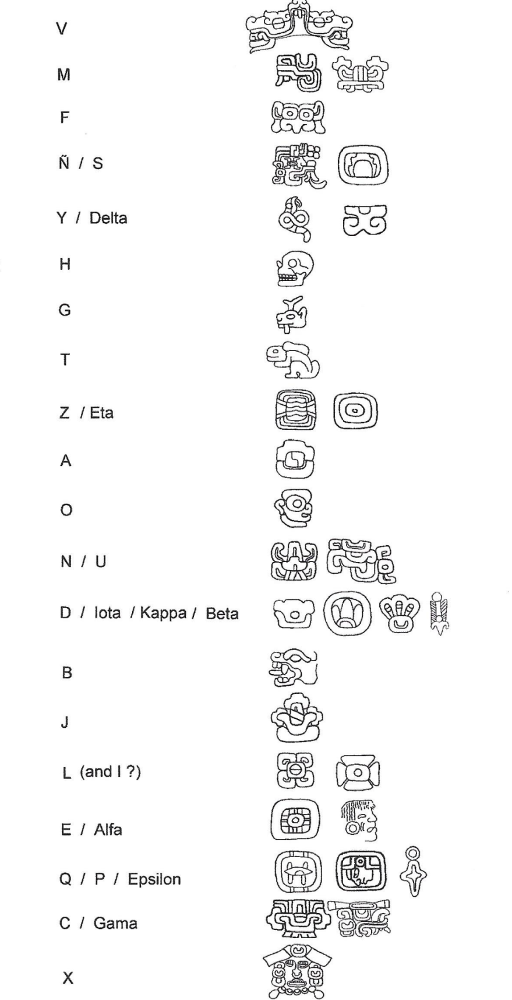 V
M
F
Ñ / S
Y / Delta
H
G
T
Z / Eta
A
O
N / U
D / Iota / Kappa / Beta
B
J
L (and I ?)
E / Alfa
Q / P / Epsilon
C / Gama
X